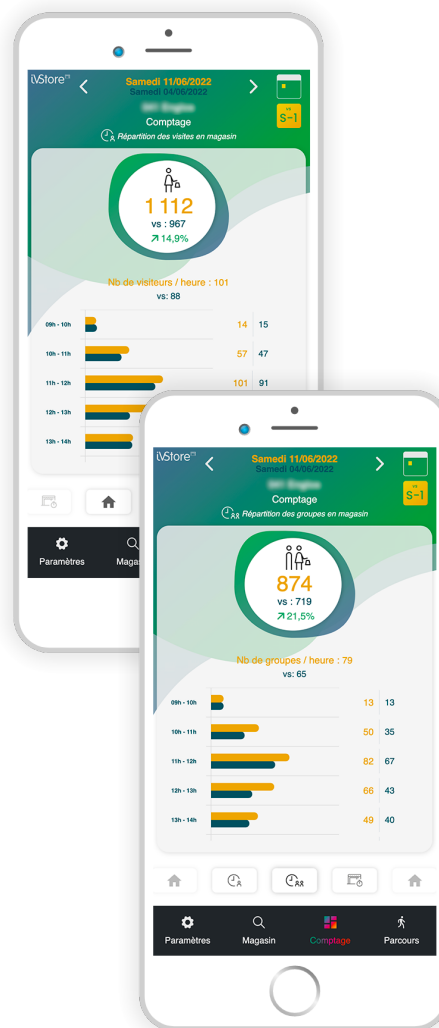 iVStore
Samedi 11/06/2022
Samedi 04/06/2022
vs
S-1
Comptage
Répartition des visites en magasin
1 112
vs : 967
14,9%
Nb de visiteurs / heure : 101
vs: 88
09h - 10h 14 15
10h - 11h 57 47
11h - 12h 101 91
12h - 13h
13h - 14h
Paramètres
iVStore
Samedi 11/06/2022
Samedi 04/06/2022
vs
S-1
Comptage
Répartition des groupes en magasin
874
vs : 719
21,5%
Nb de groupes / heure : 79
vs: 65
09h - 10h 13 13
10h - 11h 50 35
11h - 12h 82 67
12h - 13h 66 43
13h - 14h 49 40
Paramètres Magasin Comptage Parcours